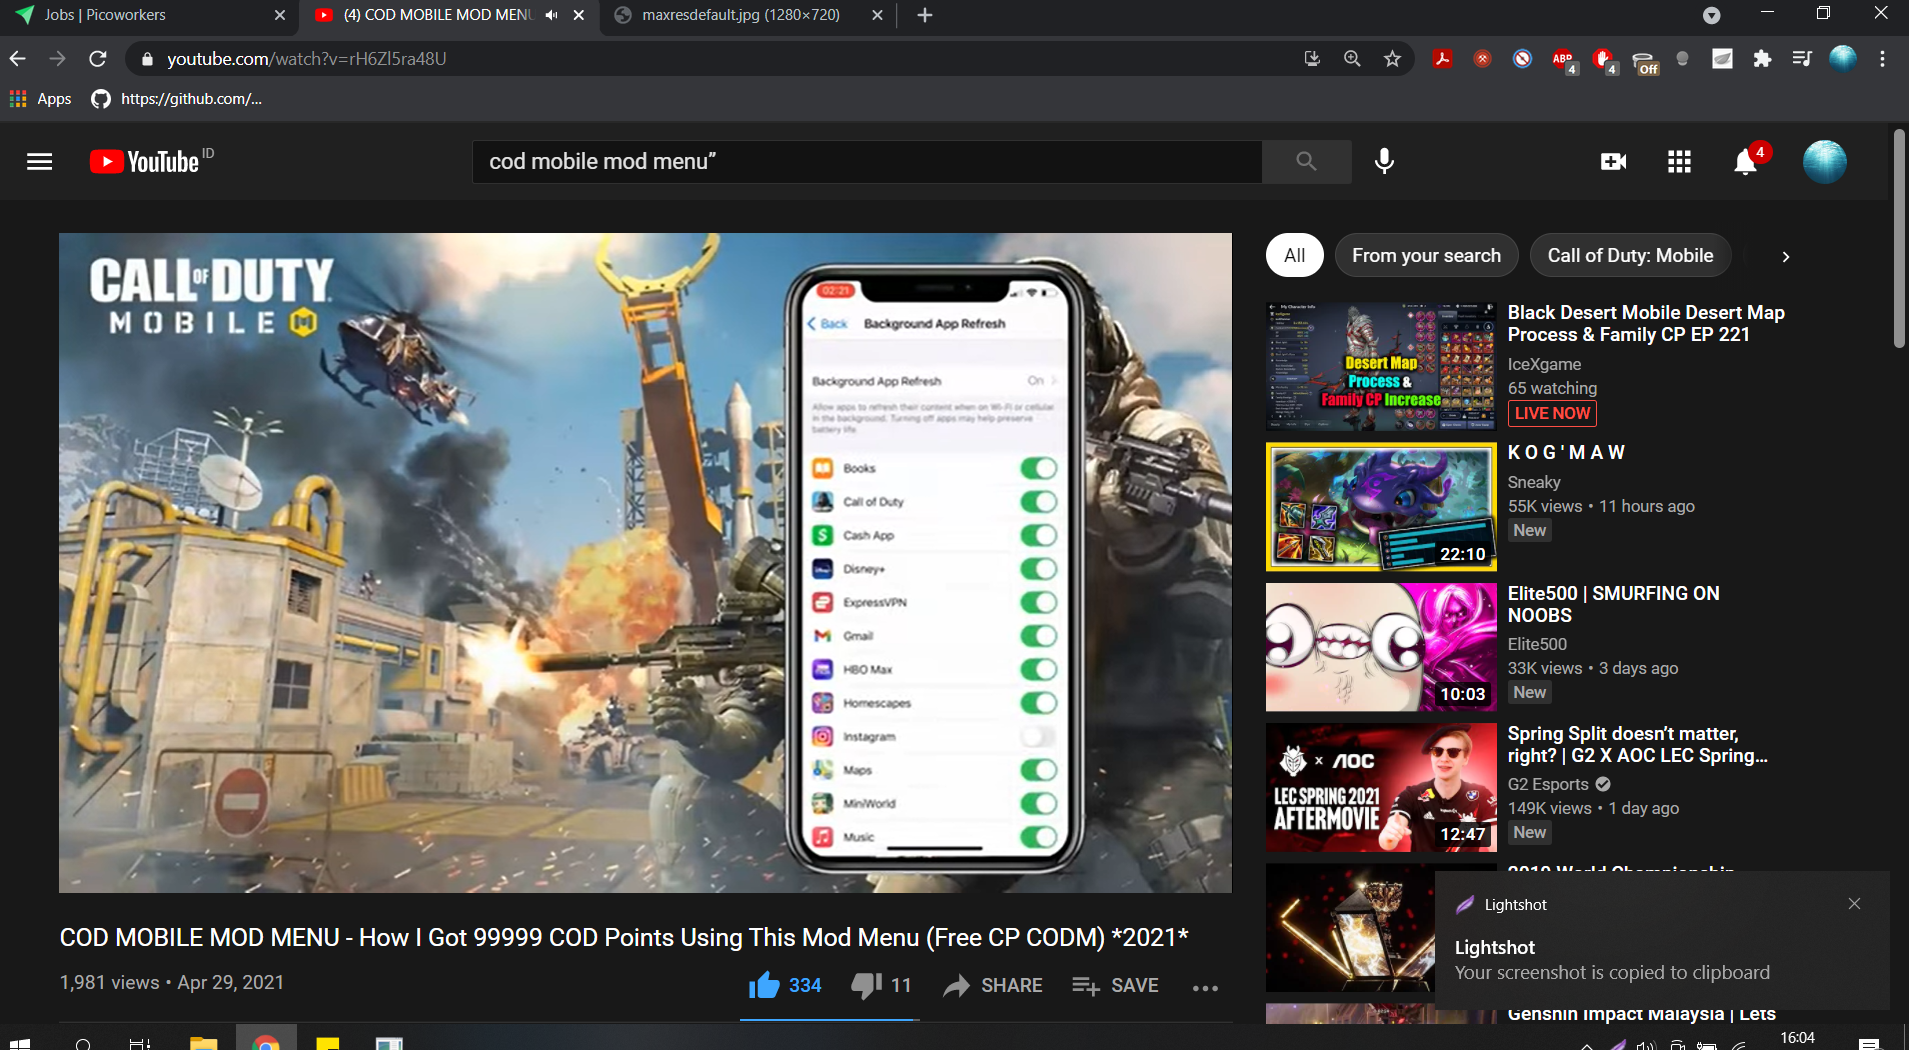 Jobs | Picoworkers
(4) COD MOBILE MOD MENU
maxresdefault.jpg (1280×720)
youtube.com/watch?v=rH6Zl5ra48U
ABP
4
4
Off
Apps
https://github.com/...
YouTube ID
cod mobile mod menu”
4
CALL OF DUTY
MOBILE
02:21
Back
Background App Refresh
Background App Refresh
On
Allow apps to refresh their content when on Wi-Fi or cellular
in the background. Turning off apps may help preserve
battery life.
Books
Call of Duty
Cash App
Disney+
ExpressVPN
Gmail
HBO Max
Homescapes
Instagram
Maps
MiniWorld
Music
COD MOBILE MOD MENU - How I Got 99999 COD Points Using This Mod Menu (Free CP CODM) *2021*
1,981 views • Apr 29, 2021
334
11
SHARE
SAVE
All
From your search
Call of Duty: Mobile
Desert Map
Process &
Family CP Increase
Black Desert Mobile Desert Map
Process & Family CP EP 221
IceXgame
65 watching
LIVE NOW
22:10
K O G ' M A W
Sneaky
55K views • 11 hours ago
New
10:03
Elite500 | SMURFING ON
NOOBS
Elite500
33K views • 3 days ago
New
x AOC
LEC SPRING 2021
AFTERMOVIE
12:47
Spring Split doesn’t matter,
right? | G2 X AOC LEC Spring...
G2 Esports
149K views • 1 day ago
New
2019 World Championship
Lightshot
Lightshot
Your screenshot is copied to clipboard
Genshin Impact Malaysia | Lets
16:04